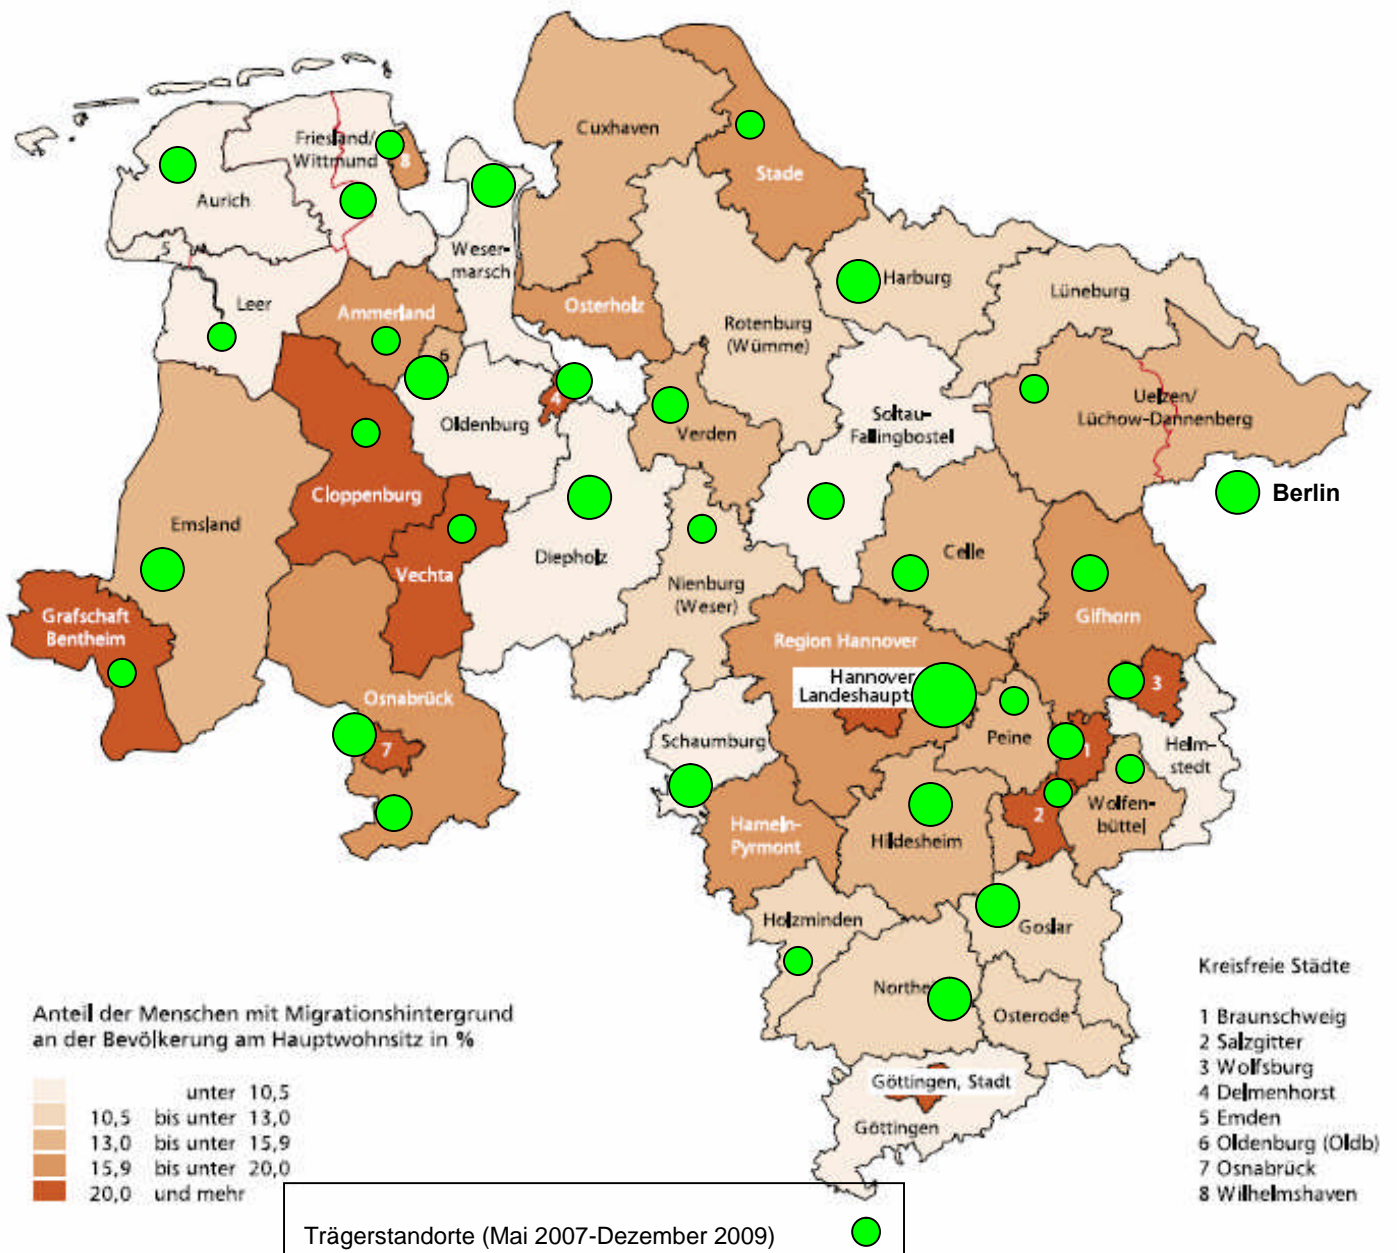 Cuxhaven
Friesland/
Wittmund
8
Stade
Aurich
5
Weser-
marsch
Harburg
Lüneburg
Leer
Ammerland
Osterholz
Rotenburg
(Wümme)
6
4
Oldenburg
Verden
Soltau-
Fallingbostel
Uelzen/
Lüchow-Dannenberg
Berlin
Cloppenburg
Emsland
Vechta
Diepholz
Nienburg
(Weser)
Celle
Gifhorn
Grafschaft
Bentheim
Region Hannover
Hannover
Landeshaupt
3
Osnabrück
7
Schaumburg
Peine
1
Helm-
stedt
2
Wolfen-
büttel
Hameln-
Pyrmont
Hildesheim
Holzminden
Goslar
Northei
Osterode
Göttingen, Stadt
Göttingen
Anteil der Menschen mit Migrationshintergrund
an der Bevölkerung am Hauptwohnsitz in %
unter 10,5
10,5 bis unter 13,0
13,0 bis unter 15,9
15,9 bis unter 20,0
20,0 und mehr
Kreisfreie Städte
1 Braunschweig
2 Salzgitter
3 Wolfsburg
4 Delmenhorst
5 Emden
6 Oldenburg (Oldb)
7 Osnabrück
8 Wilhelmshaven
Trägerstandorte (Mai 2007-Dezember 2009)